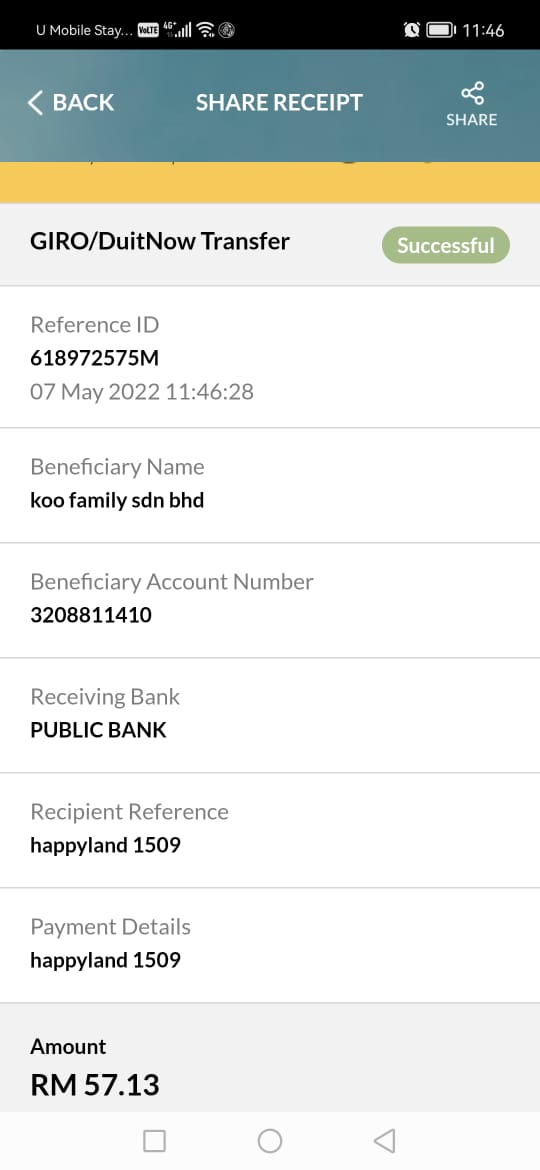 U Mobile Stay... VoLTE 4G+ 11:46
BACK SHARE RECEIPT SHARE
GIRO/DuitNow Transfer Successful
Reference ID
618972575M
07 May 2022 11:46:28
Beneficiary Name
koo family sdn bhd
Beneficiary Account Number
3208811410
Receiving Bank
PUBLIC BANK
Recipient Reference
happyland 1509
Payment Details
happyland 1509
Amount
RM 57.13